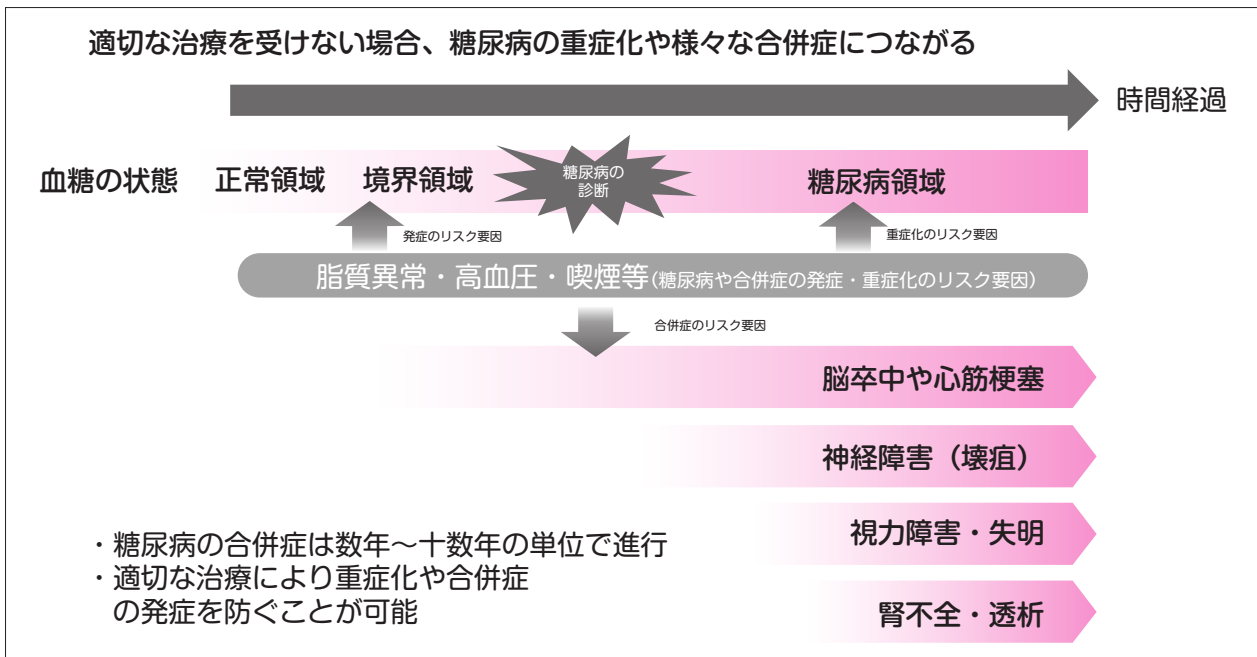 適切な治療を受けない場合、糖尿病の重症化や様々な合併症につながる
時間経過
血糖の状態
正常領域
境界領域
糖尿病の
診断
糖尿病領域
発症のリスク要因
重症化のリスク要因
脂質異常・高血圧・喫煙等(糖尿病や合併症の発症・重症化のリスク要因)
合併症のリスク要因
脳卒中や心筋梗塞
神経障害（壊疽）
視力障害・失明
腎不全・透析
・糖尿病の合併症は数年～十数年の単位で進行
・適切な治療により重症化や合併症
の発症を防ぐことが可能